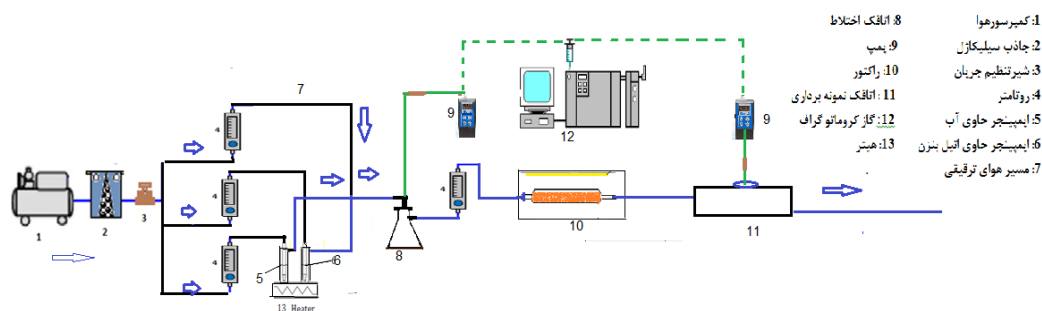 1: کمپرسورهوا
2: جاذب سیلیکاژل
3: شیرتنظیم جریان
4: روتامتر
5: ایمپینجر حاوی آب
6: ایمپینجر حاوی اتیل بنزن
7: مسیر هوای ترقیقی
8: اتاقک اختلاط
9: پمپ
10: راکتور
11: اتاقک نمونه برداری
12: گاز کروماتو گراف
13: هیتر
7
4
9
12
9
4
4
1
2
3
4
5
6
8
10
11
13 Heater